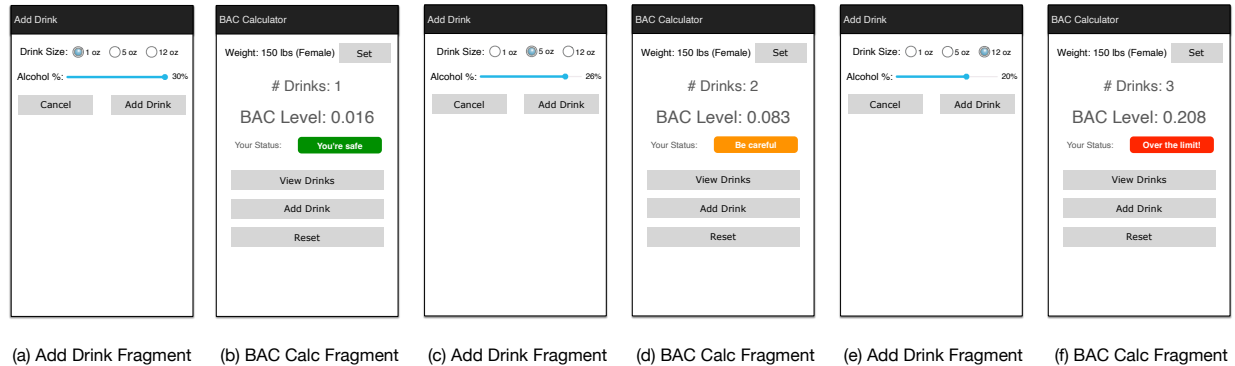 Add Drink
Drink Size: 1 oz 5 oz 12 oz
Alcohol %: 30%
Cancel Add Drink
(a) Add Drink Fragment
BAC Calculator
Weight: 150 lbs (Female) Set
# Drinks: 1
BAC Level: 0.016
Your Status: You're safe
View Drinks
Add Drink
Reset
(b) BAC Calc Fragment
Add Drink
Drink Size: 1 oz 5 oz 12 oz
Alcohol %: 26%
Cancel Add Drink
(c) Add Drink Fragment
BAC Calculator
Weight: 150 lbs (Female) Set
# Drinks: 2
BAC Level: 0.083
Your Status: Be careful
View Drinks
Add Drink
Reset
(d) BAC Calc Fragment
Add Drink
Drink Size: 1 oz 5 oz 12 oz
Alcohol %: 20%
Cancel Add Drink
(e) Add Drink Fragment
BAC Calculator
Weight: 150 lbs (Female) Set
# Drinks: 3
BAC Level: 0.208
Your Status: Over the limit!
View Drinks
Add Drink
Reset
(f) BAC Calc Fragment